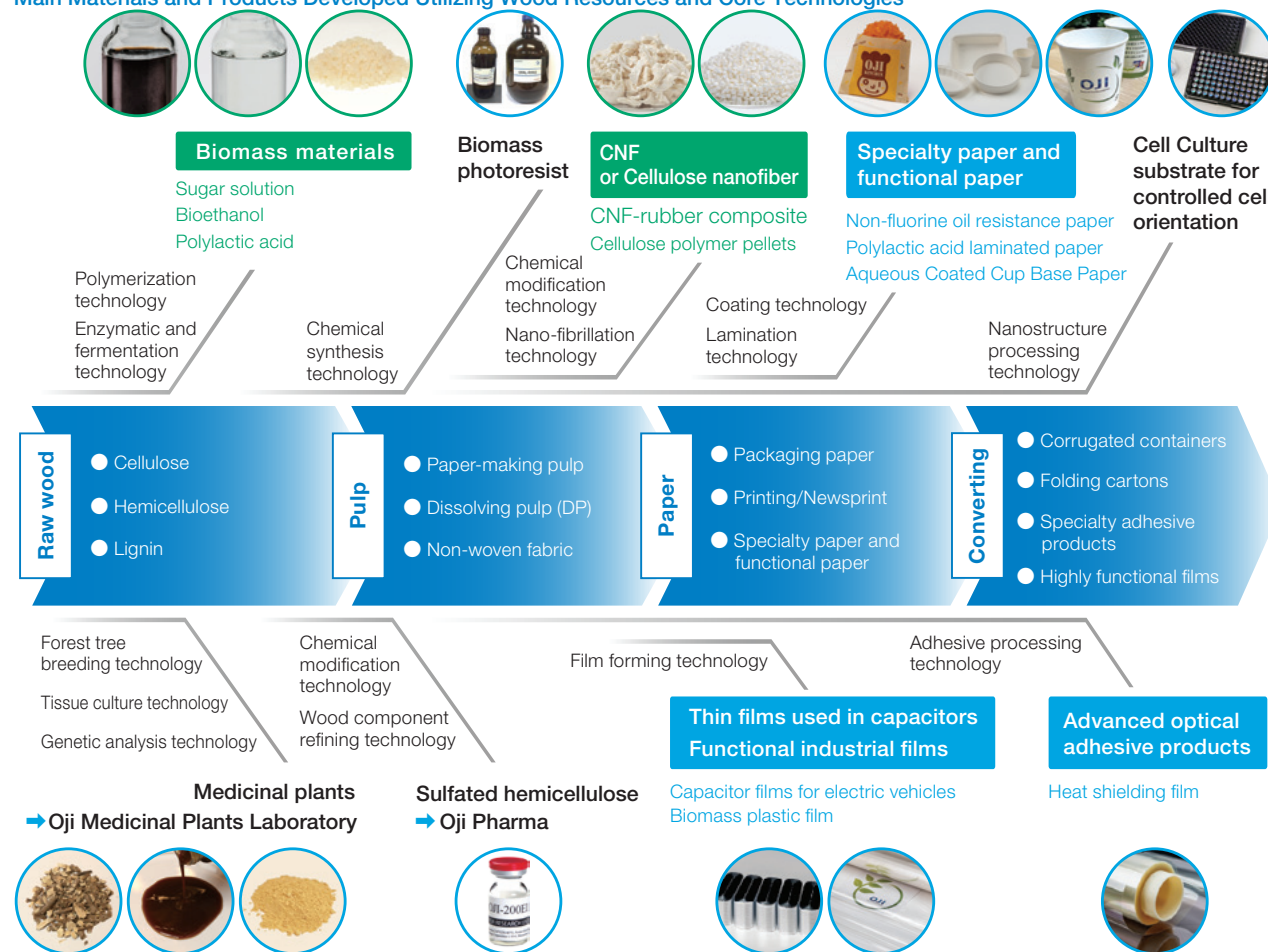 Main Materials and Products Developed Utilizing Wood Resources and Core Technologies
OJI
OJI
Biomass materials
Sugar solution
Bioethanol
Polylactic acid
Biomass
photoresist
CNF
or Cellulose nanofiber
CNF-rubber composite
Cellulose polymer pellets
Specialty paper and
functional paper
Non-fluorine oil resistance paper
Polylactic acid laminated paper
Aqueous Coated Cup Base Paper
Cell Culture
substrate for
controlled cel
orientation
Polymerization
technology
Enzymatic and
fermentation
technology
Chemical
synthesis
technology
Chemical
modification
technology
Nano-fibrillation
technology
Coating technology
Lamination
technology
Nanostructure
processing
technology
Raw wood
Cellulose
Hemicellulose
Lignin
Pulp
Paper-making pulp
Dissolving pulp (DP)
Non-woven fabric
Paper
Packaging paper
Printing/Newsprint
Specialty paper and
functional paper
Converting
Corrugated containers
Folding cartons
Specialty adhesive
products
Highly functional films
Forest tree
breeding technology
Tissue culture technology
Genetic analysis technology
Chemical
modification
technology
Wood component
refining technology
Film forming technology
Adhesive processing
technology
Medicinal plants
➡ Oji Medicinal Plants Laboratory
Sulfated hemicellulose
➡ Oji Pharma
Thin films used in capacitors
Functional industrial films
Capacitor films for electric vehicles
Biomass plastic film
Advanced optical
adhesive products
Heat shielding film
OJI